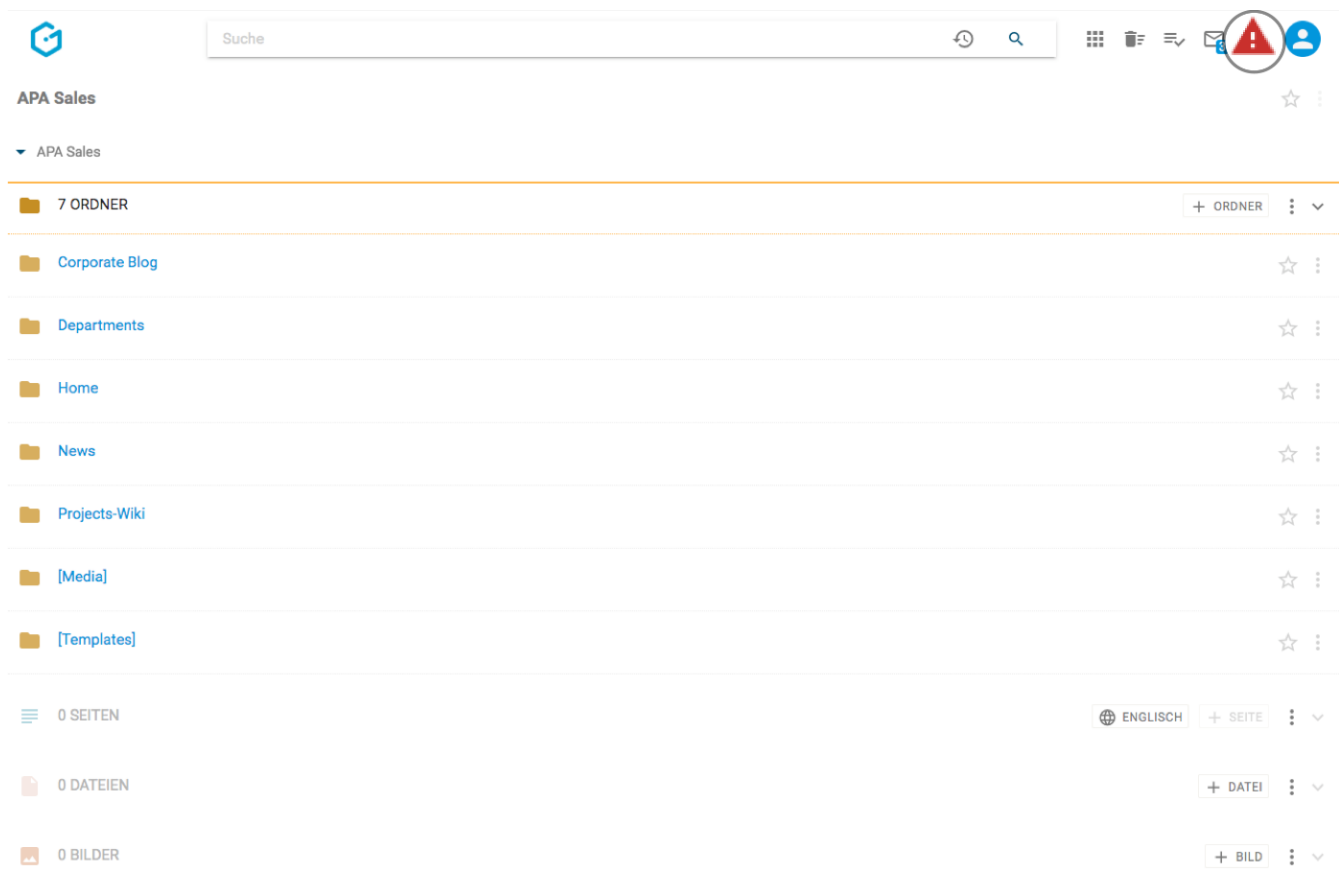 Suche
3
APA Sales
APA Sales
7 ORDNER
+ ORDNER
Corporate Blog
Departments
Home
News
Projects-Wiki
[Media]
[Templates]
0 SEITEN
ENGLISCH
+ SEITE
0 DATEIEN
+ DATEI
0 BILDER
+ BILD